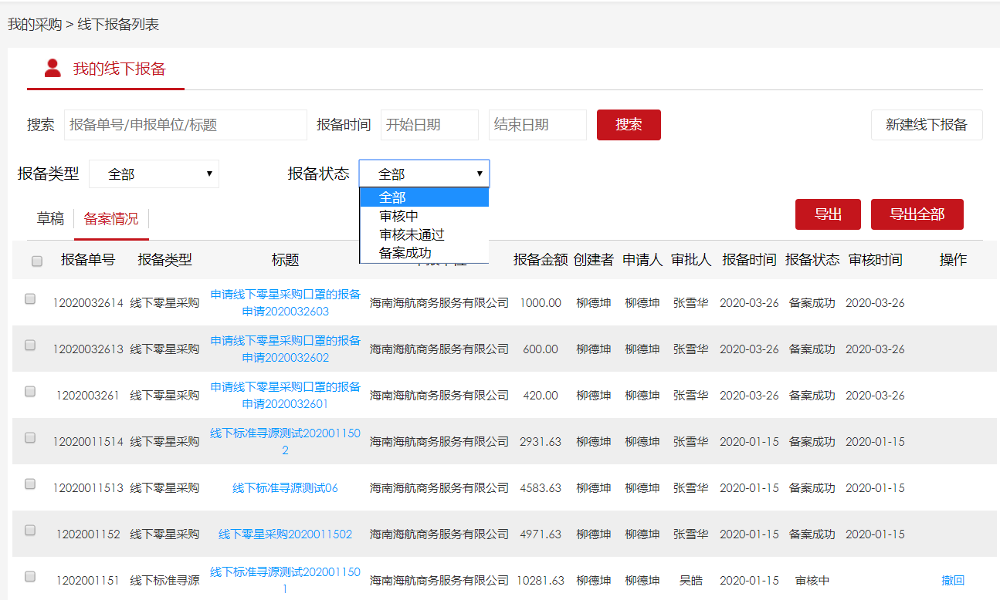 我的采购 > 线下报备列表
我的线下报备
搜索 报备单号/申报单位/标题 报备时间 开始日期 结束日期 搜索 新建线下报备
报备类型 全部 报备状态 全部
全部
审核中
审核未通过
备案成功
草稿 备案情况 导出 导出全部
报备单号 报备类型 标题 报备金额 创建者 申请人 审批人 报备时间 报备状态 审核时间 操作
12020032614 线下零星采购 申请线下零星采购口罩的报备 海南海航商务服务有限公司 1000.00 柳德坤 柳德坤 张雪华 2020-03-26 备案成功 2020-03-26
申请2020032603
12020032613 线下零星采购 申请线下零星采购口罩的报备 海南海航商务服务有限公司 600.00 柳德坤 柳德坤 张雪华 2020-03-26 备案成功 2020-03-26
申请2020032602
1202003261 线下零星采购 申请线下零星采购口罩的报备 海南海航商务服务有限公司 420.00 柳德坤 柳德坤 张雪华 2020-03-26 备案成功 2020-03-26
申请2020032601
12020011514 线下零星采购 线下标准寻源测试202001150 海南海航商务服务有限公司 2931.63 柳德坤 柳德坤 张雪华 2020-01-15 备案成功 2020-01-15
2
12020011513 线下零星采购 线下标准寻源测试06 海南海航商务服务有限公司 4583.63 柳德坤 柳德坤 张雪华 2020-01-15 备案成功 2020-01-15
1202001152 线下零星采购 线下零星采购2020011502 海南海航商务服务有限公司 4971.63 柳德坤 柳德坤 张雪华 2020-01-15 备案成功 2020-01-15
1202001151 线下标准寻源 线下标准寻源测试202001150 海南海航商务服务有限公司 10281.63 柳德坤 柳德坤 吴皓 2020-01-15 审核中 撤回
1